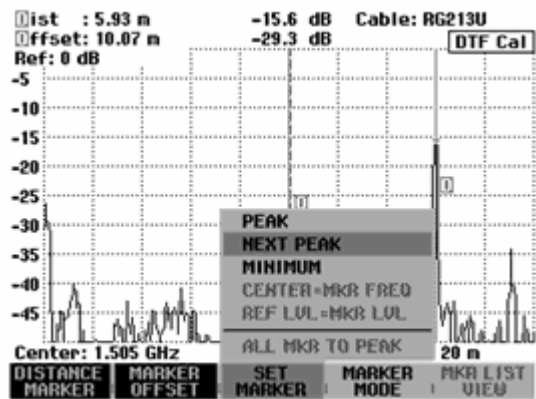 Dist : 5.93 m -15.6 dB Cable: RG213U
Offset: 10.07 m -29.3 dB DTF Cal
Ref: 0 dB
-5
-10
-15
-20
-25
-30
-35
-40
-45
PEAK
NEXT PEAK
MINIMUM
CENTER=MKR FREQ
REF LVL=MKR LVL
ALL MKR TO PEAK
Center: 1.505 GHz 20 m
DISTANCE MARKER SET MARKER MKR LIST
MARKER OFFSET MARKER MODE VIEW